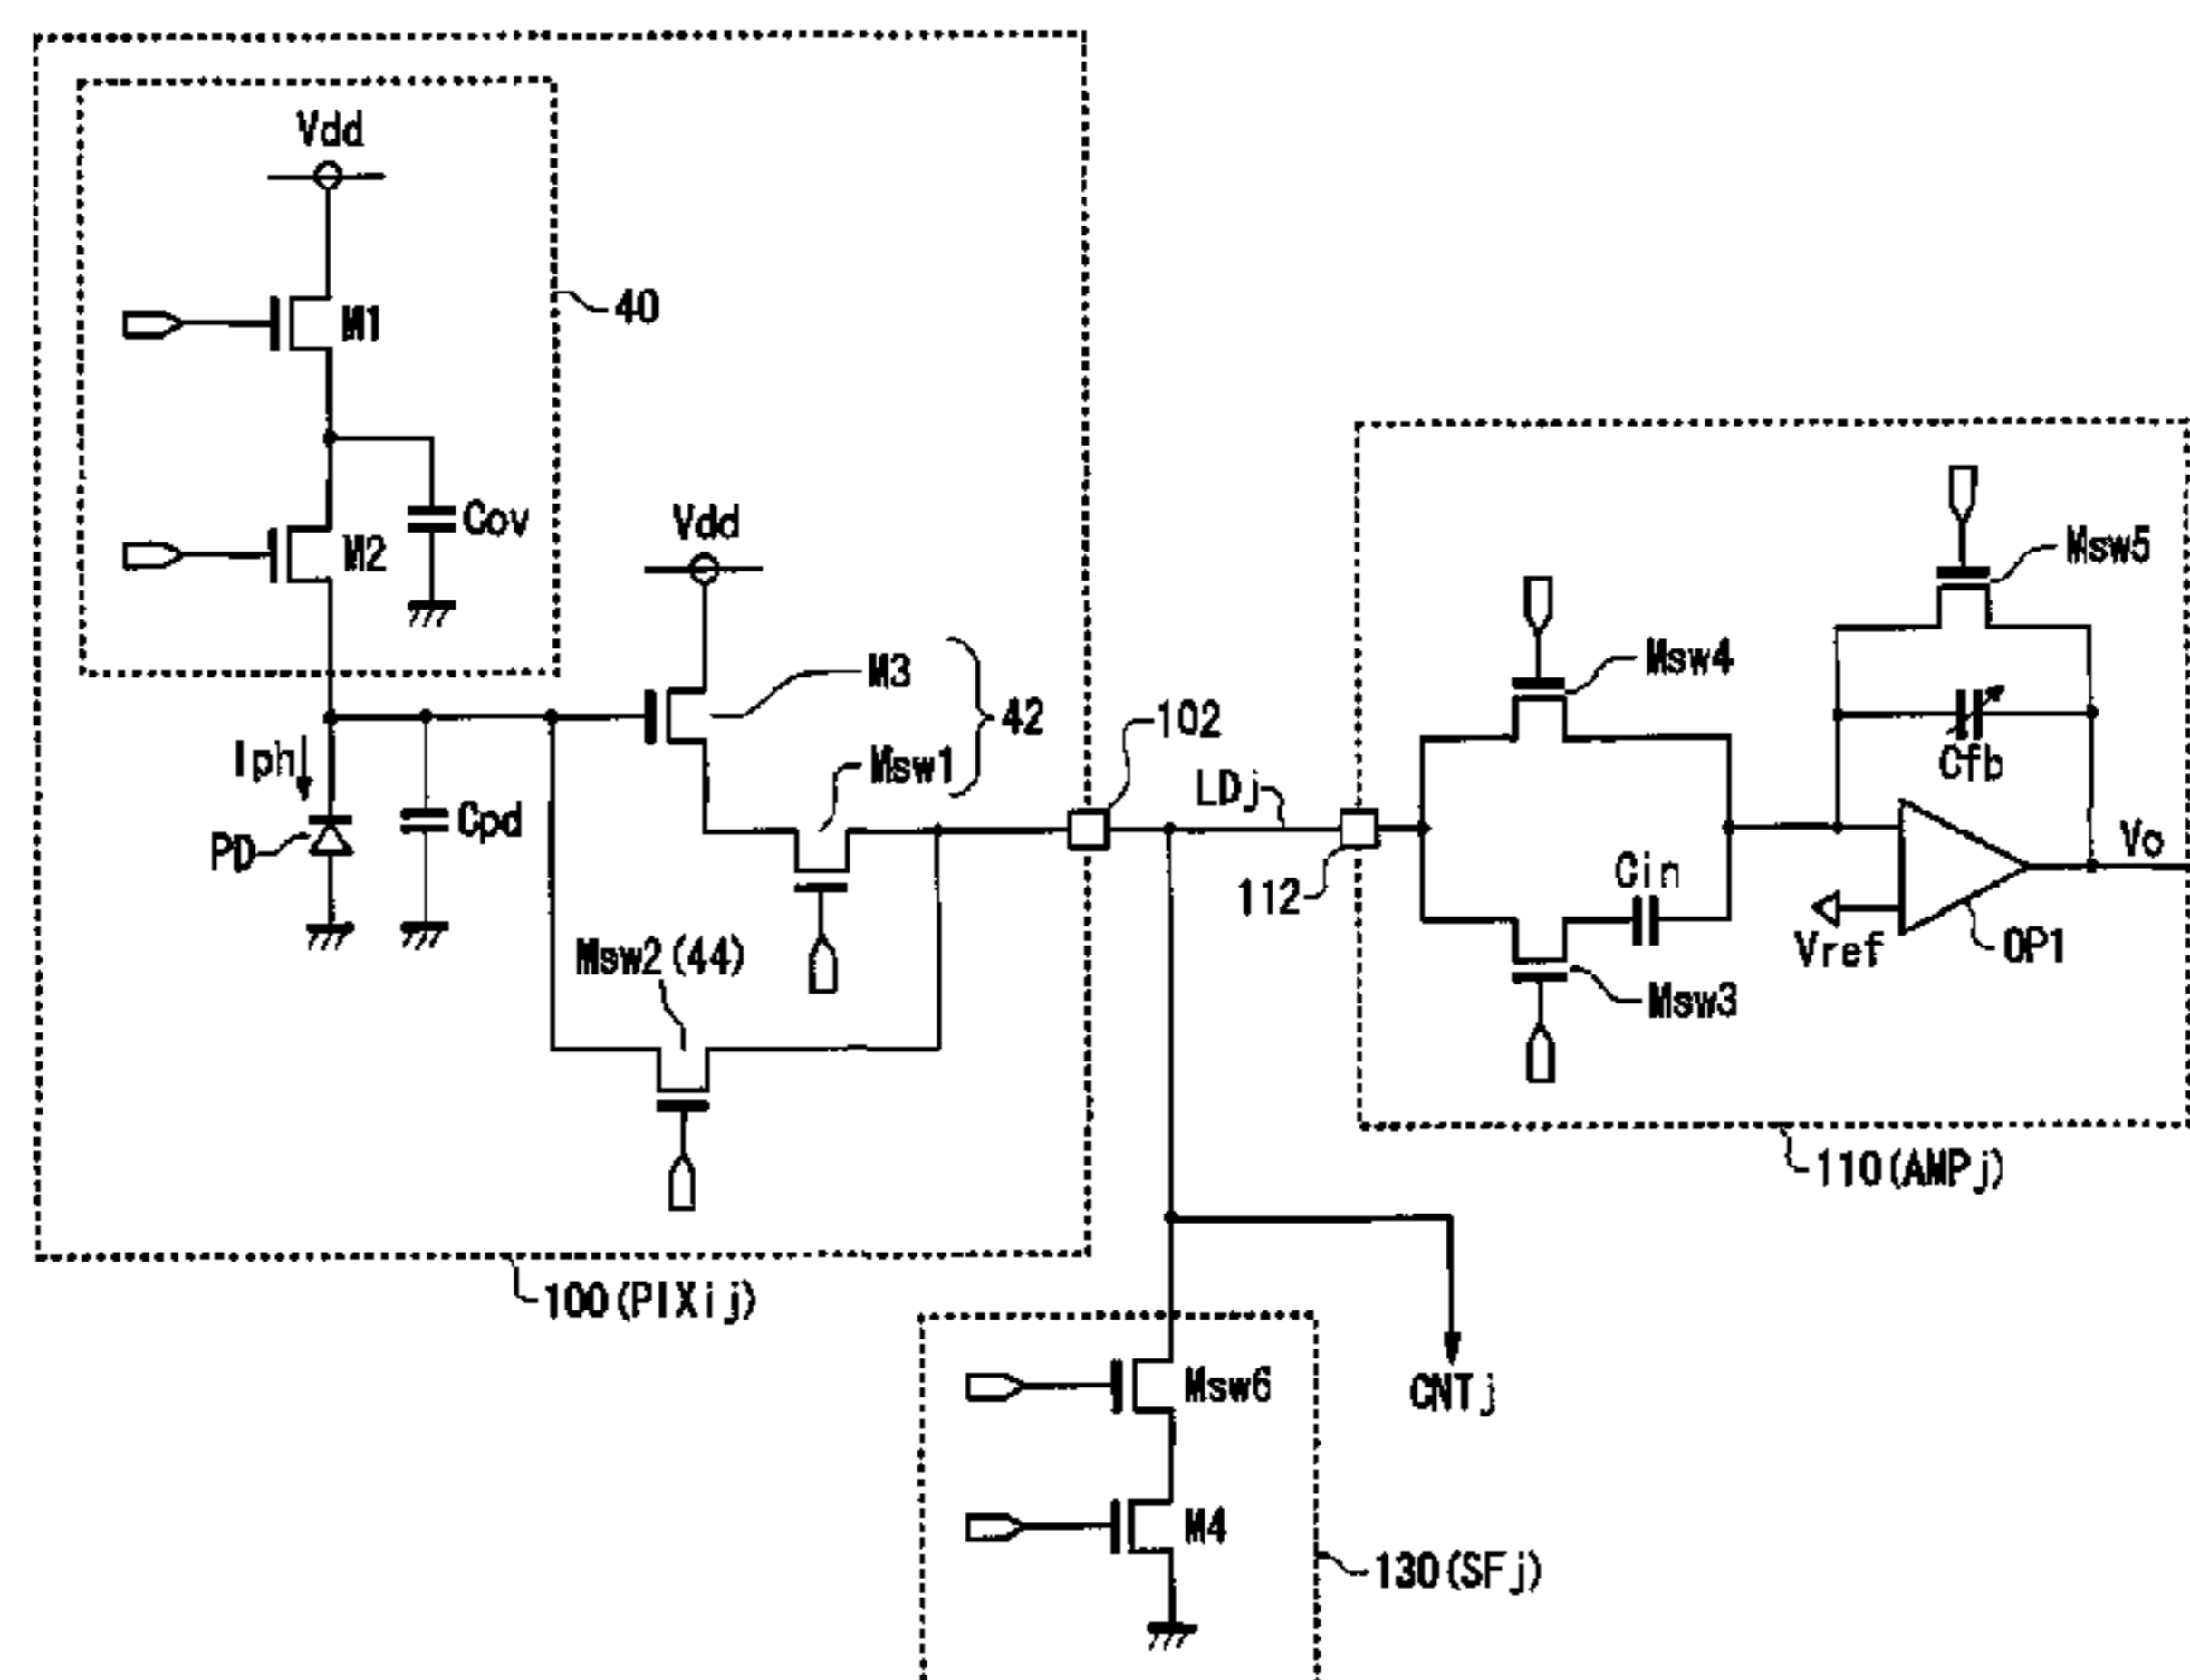 Vdd
M1
40
Cov
M2
Vdd
M3
42
Msw1
Iph
Cpd
PD
Msw2(44)
102
LDj
112
Msw4
Msw5
Cfb
Cin
Vo
Vref
OP1
Msw3
110(AMPj)
100(PIXij)
Msw6
CNTj
M4
130(SFj)